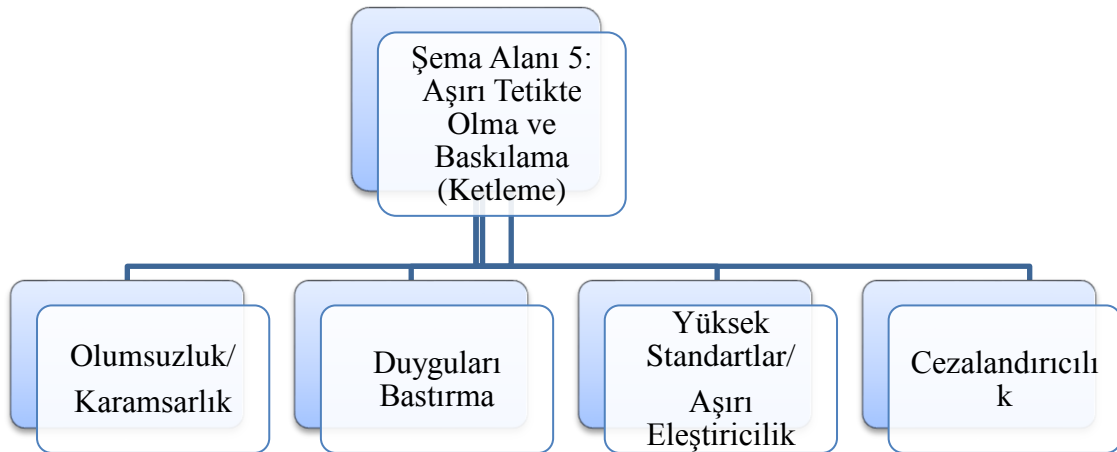 Şema Alanı 5:
Aşırı Tetikte
Olma ve
Baskılama
(Ketleme)
Olumsuzluk/
Karamsarlık
Duyguları
Bastırma
Yüksek
Standartlar/
Aşırı
Eleştiricilik
Cezalandırıcılı
k